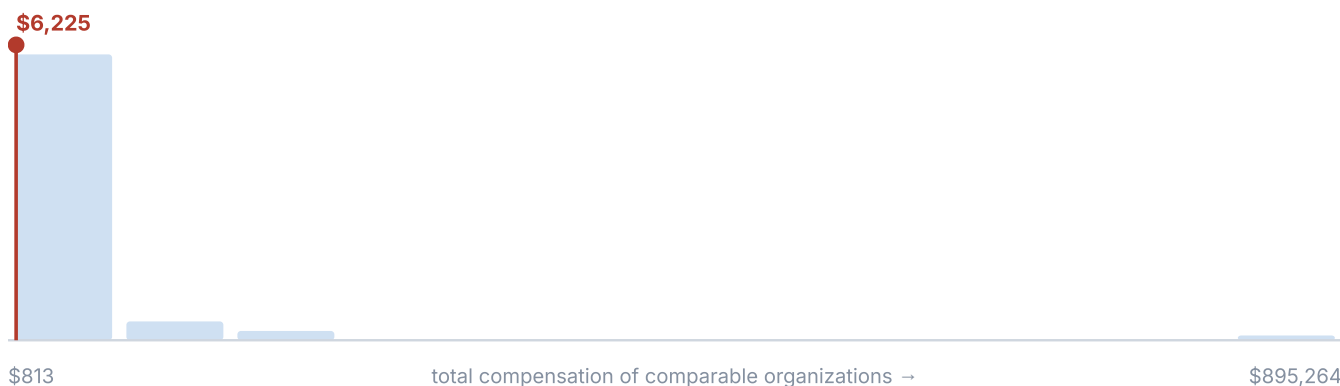 $6,225
$813 total compensation of comparable organizations → $895,264